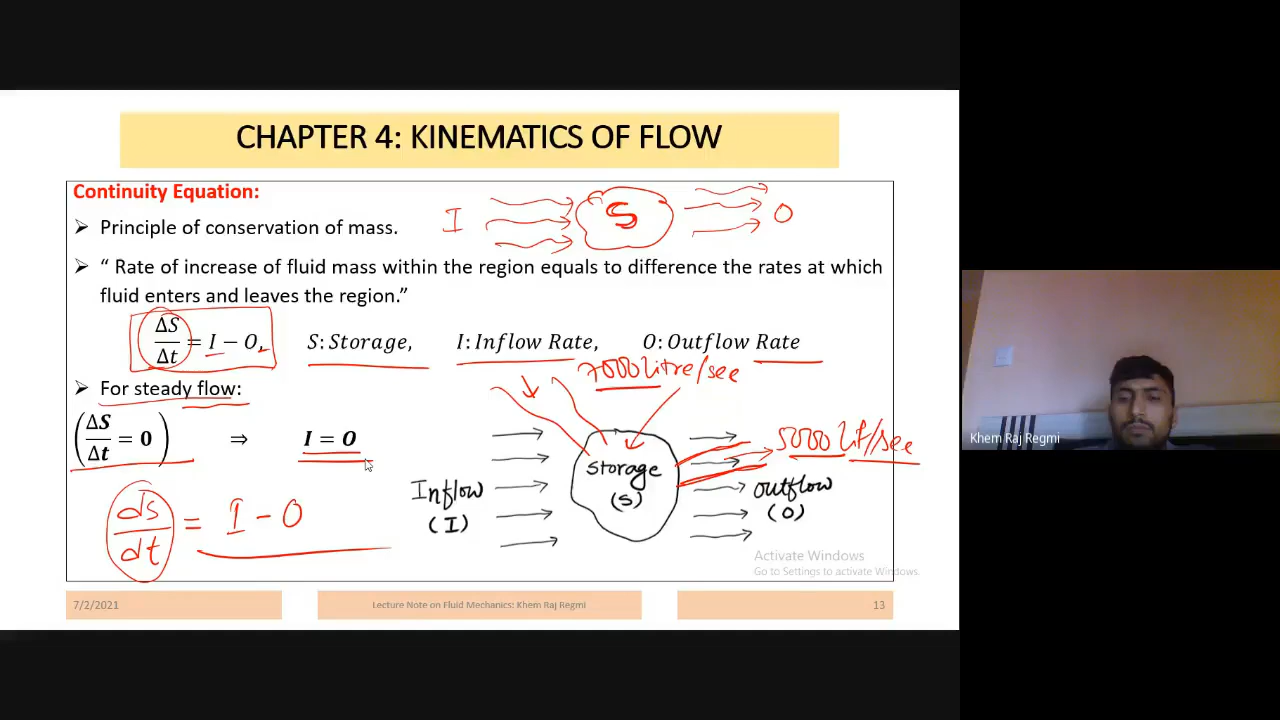 CHAPTER 4: KINEMATICS OF FLOW
Continuity Equation:
➢ Principle of conservation of mass.
I S O
➢ “ Rate of increase of fluid mass within the region equals to difference the rates at which
fluid enters and leaves the region.”
ΔS/Δt = I − O, S: Storage, I: Inflow Rate, O: Outflow Rate
7000 litre/sec
➢ For steady flow:
(ΔS/Δt = 0) ⇒ I = O
5000 lit/sec
storage
(S)
Inflow
(I)
outflow
(O)
ds/dt = I − O
Activate Windows
Go to Settings to activate Windows.
7/2/2021
Lecture Note on Fluid Mechanics: Khem Raj Regmi
13
Khem Raj Regmi